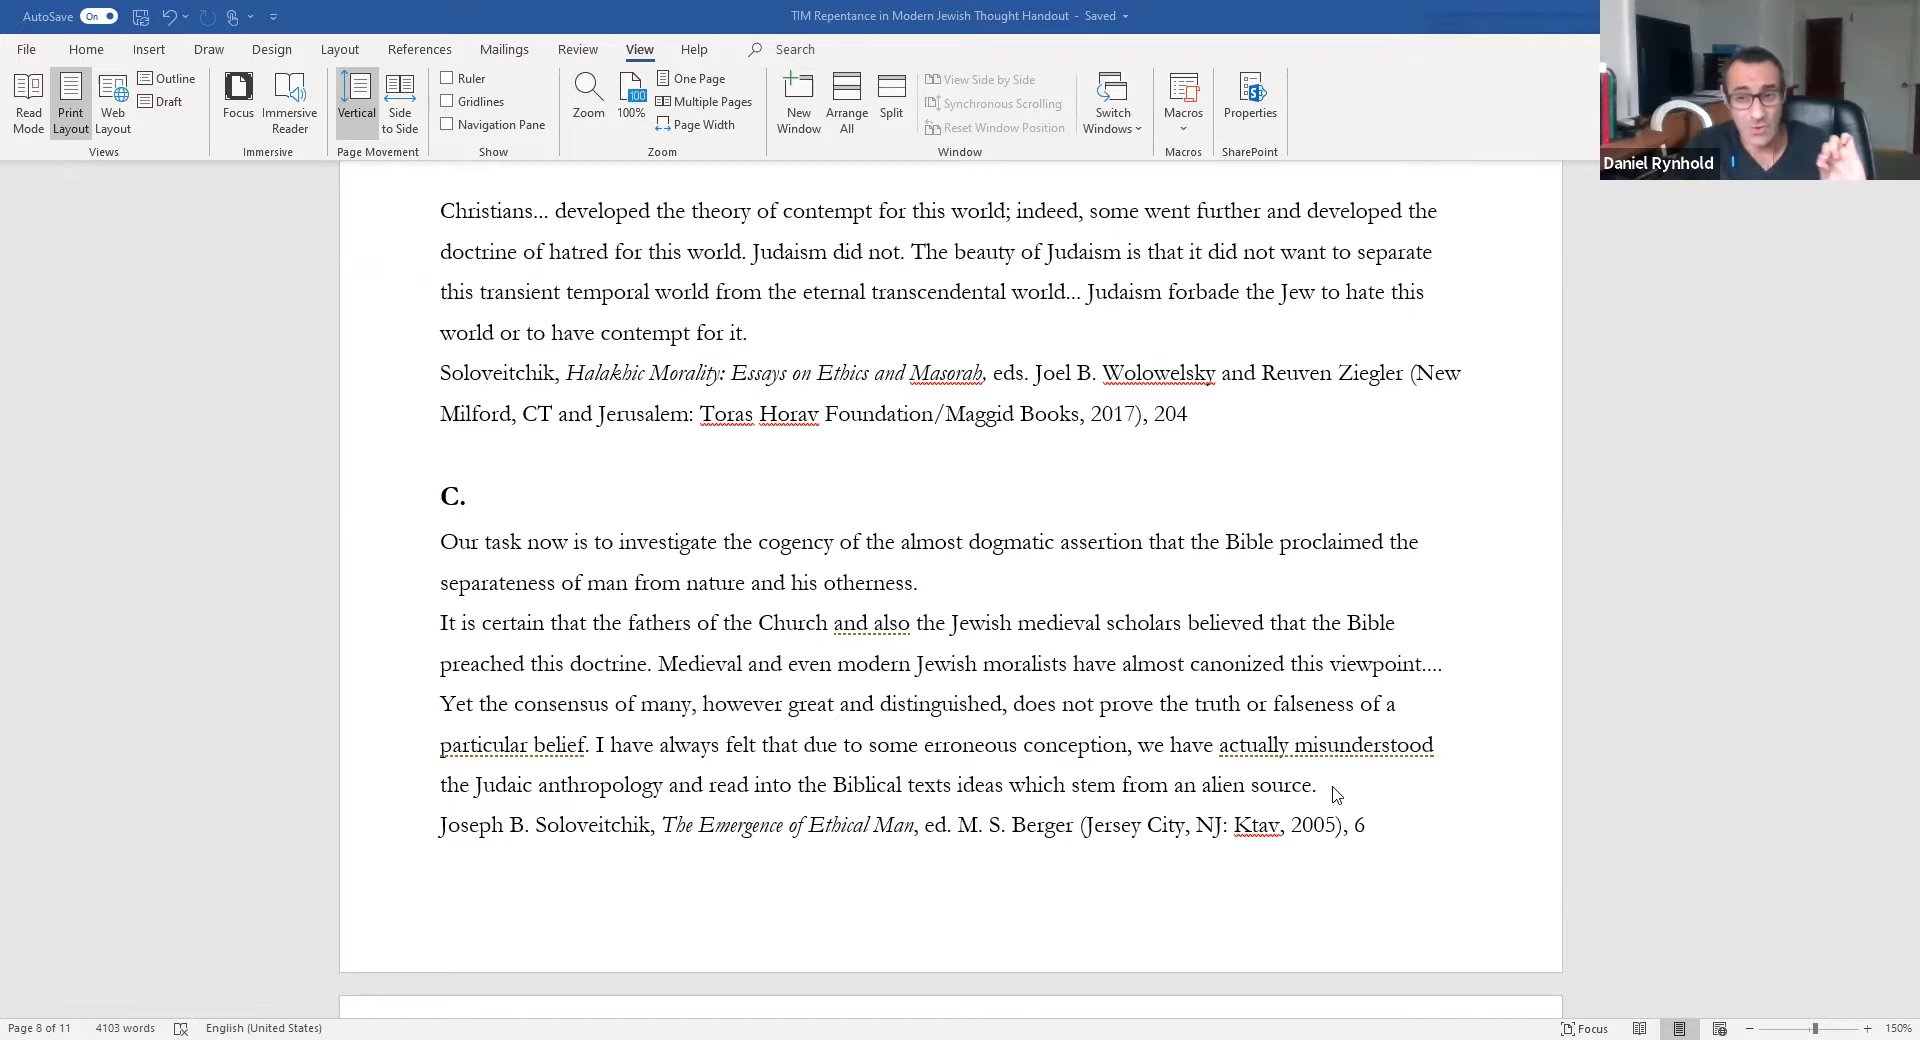 AutoSave On
TIM Repentance in Modern Jewish Thought Handout - Saved
File Home Insert Draw Design Layout References Mailings Review View Help Search
Read Mode
Print Layout
Web Layout
Outline
Draft
Views
Focus
Immersive Reader
Immersive
Vertical
Side to Side
Page Movement
Ruler
Gridlines
Navigation Pane
Show
Zoom
100
100%
One Page
Multiple Pages
Page Width
Zoom
New Window
Arrange All
Split
View Side by Side
Synchronous Scrolling
Reset Window Position
Window
Switch Windows
Macros
Macros
Properties
SharePoint
Daniel Rynhold
Christians... developed the theory of contempt for this world; indeed, some went further and developed the
doctrine of hatred for this world. Judaism did not. The beauty of Judaism is that it did not want to separate
this transient temporal world from the eternal transcendental world... Judaism forbade the Jew to hate this
world or to have contempt for it.
Soloveitchik, Halakhic Morality: Essays on Ethics and Masorah, eds. Joel B. Wolowelsky and Reuven Ziegler (New
Milford, CT and Jerusalem: Toras Horav Foundation/Maggid Books, 2017), 204
C.
Our task now is to investigate the cogency of the almost dogmatic assertion that the Bible proclaimed the
separateness of man from nature and his otherness.
It is certain that the fathers of the Church and also the Jewish medieval scholars believed that the Bible
preached this doctrine. Medieval and even modern Jewish moralists have almost canonized this viewpoint....
Yet the consensus of many, however great and distinguished, does not prove the truth or falseness of a
particular belief. I have always felt that due to some erroneous conception, we have actually misunderstood
the Judaic anthropology and read into the Biblical texts ideas which stem from an alien source.
Joseph B. Soloveitchik, The Emergence of Ethical Man, ed. M. S. Berger (Jersey City, NJ: Ktav, 2005), 6
Page 8 of 11 4103 words English (United States) Focus 150%